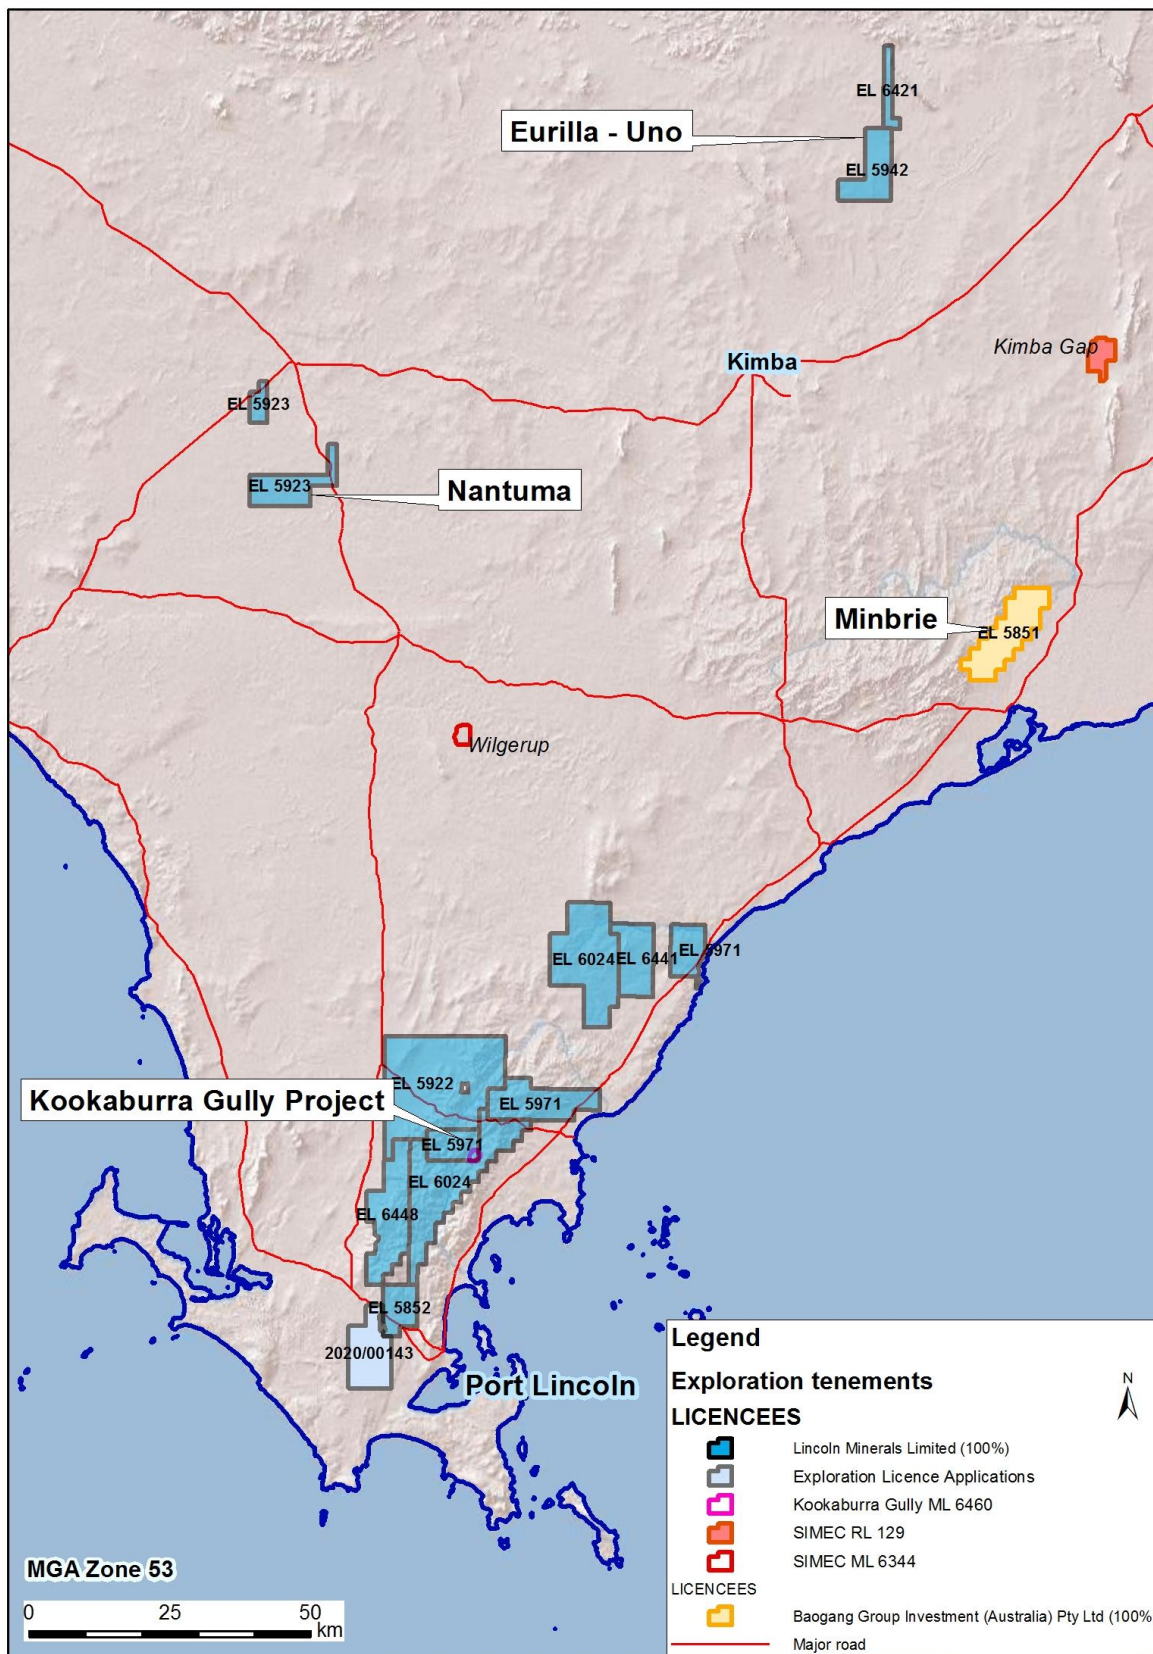 EL 6421
Eurilla - Uno
EL 5942
Kimba Gap
Kimba
EL 5923
EL 5923
Nantuma
Minbrie
EL 5851
Wilgerup
EL 6024
EL 6441
EL 5971
EL 5922
Kookaburra Gully Project
EL 5971
EL 5971
EL 6024
EL 6448
EL 5852
2020/00143
Port Lincoln
Legend
Exploration tenements
LICENCEES
Lincoln Minerals Limited (100%)
Exploration Licence Applications
Kookaburra Gully ML 6460
SIMEC RL 129
SIMEC ML 6344
LICENCEES
Baogang Group Investment (Australia) Pty Ltd (100%
Major road
N
MGA Zone 53
0 25 50
km